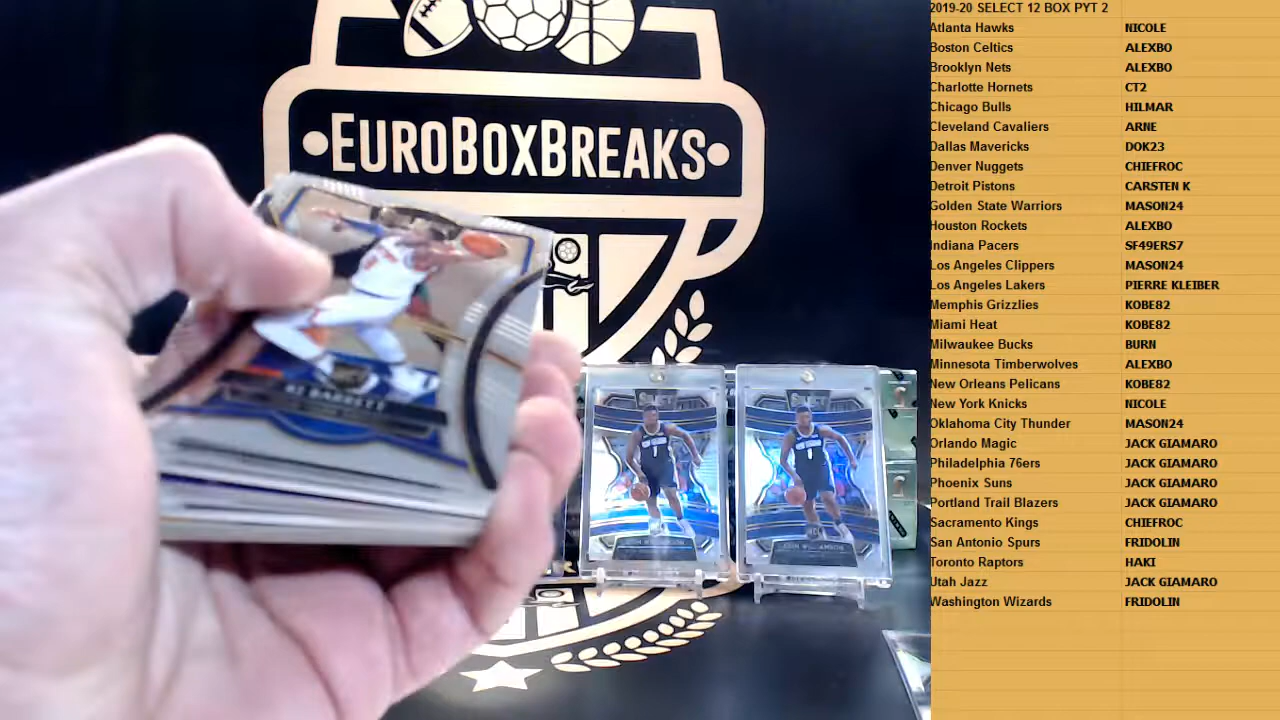 EUROBOXBREAKS
RJ BARRETT
SELECT
SELECT
ZION WILLIAMSON
2019-20 SELECT 12 BOX PYT 2
Atlanta Hawks NICOLE
Boston Celtics ALEXBO
Brooklyn Nets ALEXBO
Charlotte Hornets CT2
Chicago Bulls HILMAR
Cleveland Cavaliers ARNE
Dallas Mavericks DOK23
Denver Nuggets CHIEFROC
Detroit Pistons CARSTEN K
Golden State Warriors MASON24
Houston Rockets ALEXBO
Indiana Pacers SF49ERS7
Los Angeles Clippers MASON24
Los Angeles Lakers PIERRE KLEIBER
Memphis Grizzlies KOBE82
Miami Heat KOBE82
Milwaukee Bucks BURN
Minnesota Timberwolves ALEXBO
New Orleans Pelicans KOBE82
New York Knicks NICOLE
Oklahoma City Thunder MASON24
Orlando Magic JACK GIAMARO
Philadelphia 76ers JACK GIAMARO
Phoenix Suns JACK GIAMARO
Portland Trail Blazers JACK GIAMARO
Sacramento Kings CHIEFROC
San Antonio Spurs FRIDOLIN
Toronto Raptors HAKI
Utah Jazz JACK GIAMARO
Washington Wizards FRIDOLIN